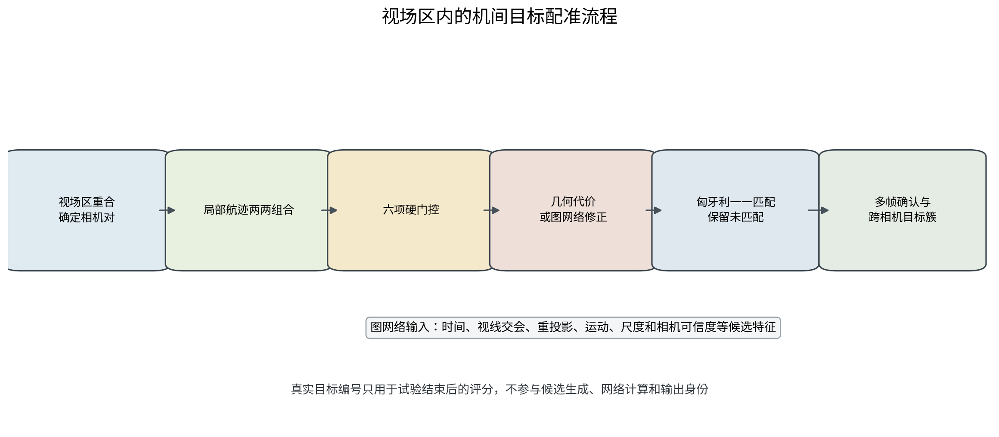 视场区内的机间目标配准流程
视场区重合
确定相机对
局部航迹两两组合
六项硬门控
几何代价
或图网络修正
匈牙利一一匹配
保留未匹配
多帧确认与
跨相机目标簇
图网络输入：时间、视线交会、重投影、运动、尺度和相机可信度等候选特征
真实目标编号只用于试验结束后的评分，不参与候选生成、网络计算和输出身份